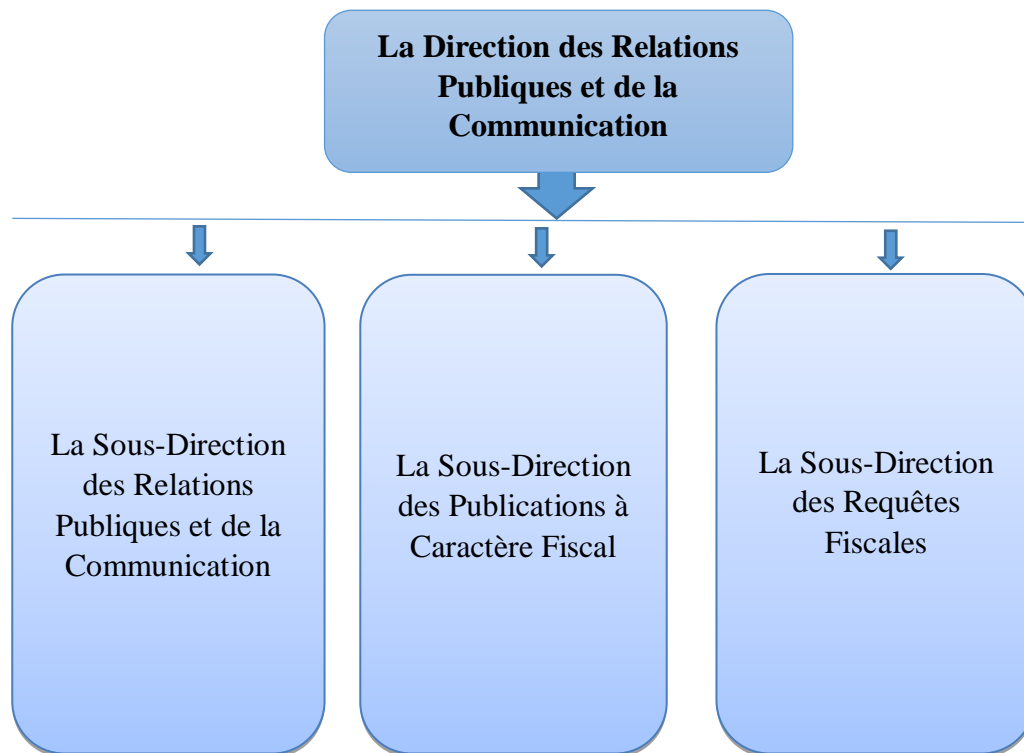 La Direction des Relations
Publiques et de la
Communication
La Sous-Direction
des Relations
Publiques et de la
Communication
La Sous-Direction
des Publications à
Caractère Fiscal
La Sous-Direction
des Requêtes
Fiscales